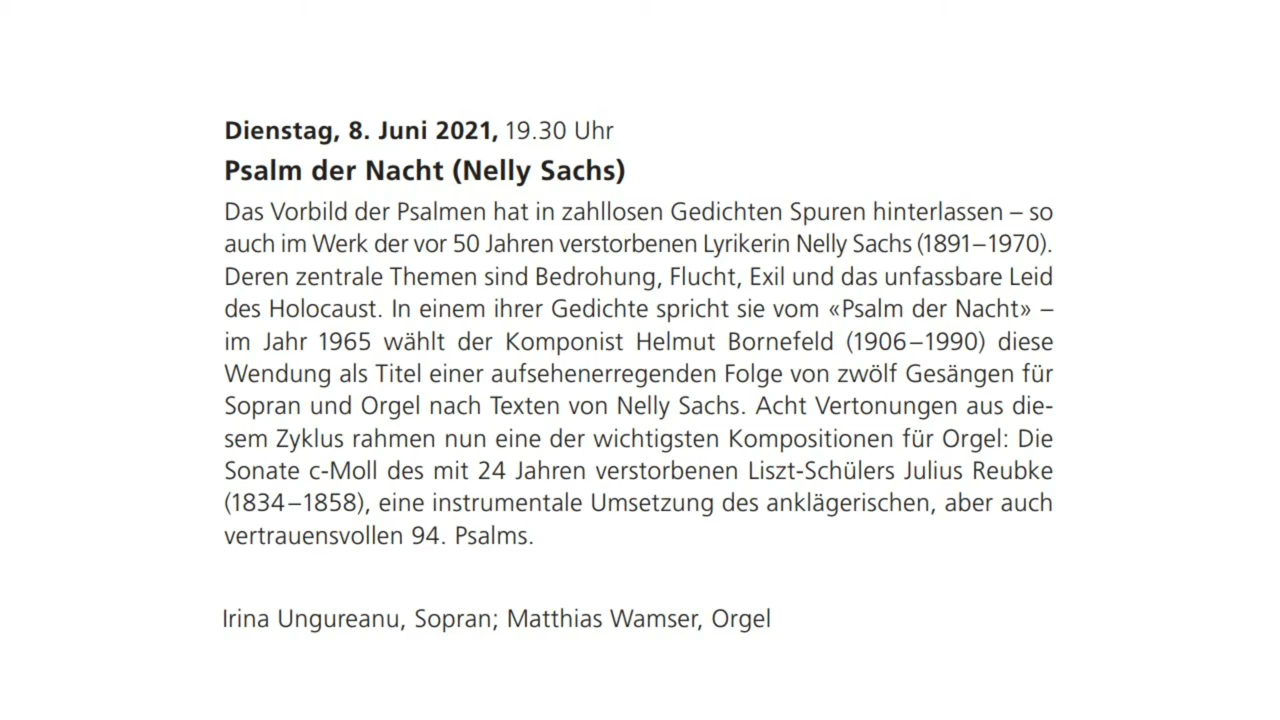 Dienstag, 8. Juni 2021, 19.30 Uhr
Psalm der Nacht (Nelly Sachs)
Das Vorbild der Psalmen hat in zahllosen Gedichten Spuren hinterlassen – so
auch im Werk der vor 50 Jahren verstorbenen Lyrikerin Nelly Sachs (1891–1970).
Deren zentrale Themen sind Bedrohung, Flucht, Exil und das unfassbare Leid
des Holocaust. In einem ihrer Gedichte spricht sie vom «Psalm der Nacht» –
im Jahr 1965 wählt der Komponist Helmut Bornefeld (1906–1990) diese
Wendung als Titel einer aufsehenerregenden Folge von zwölf Gesängen für
Sopran und Orgel nach Texten von Nelly Sachs. Acht Vertonungen aus die-
sem Zyklus rahmen nun eine der wichtigsten Kompositionen für Orgel: Die
Sonate c-Moll des mit 24 Jahren verstorbenen Liszt-Schülers Julius Reubke
(1834–1858), eine instrumentale Umsetzung des anklägerischen, aber auch
vertrauensvollen 94. Psalms.
Irina Ungureanu, Sopran; Matthias Wamser, Orgel